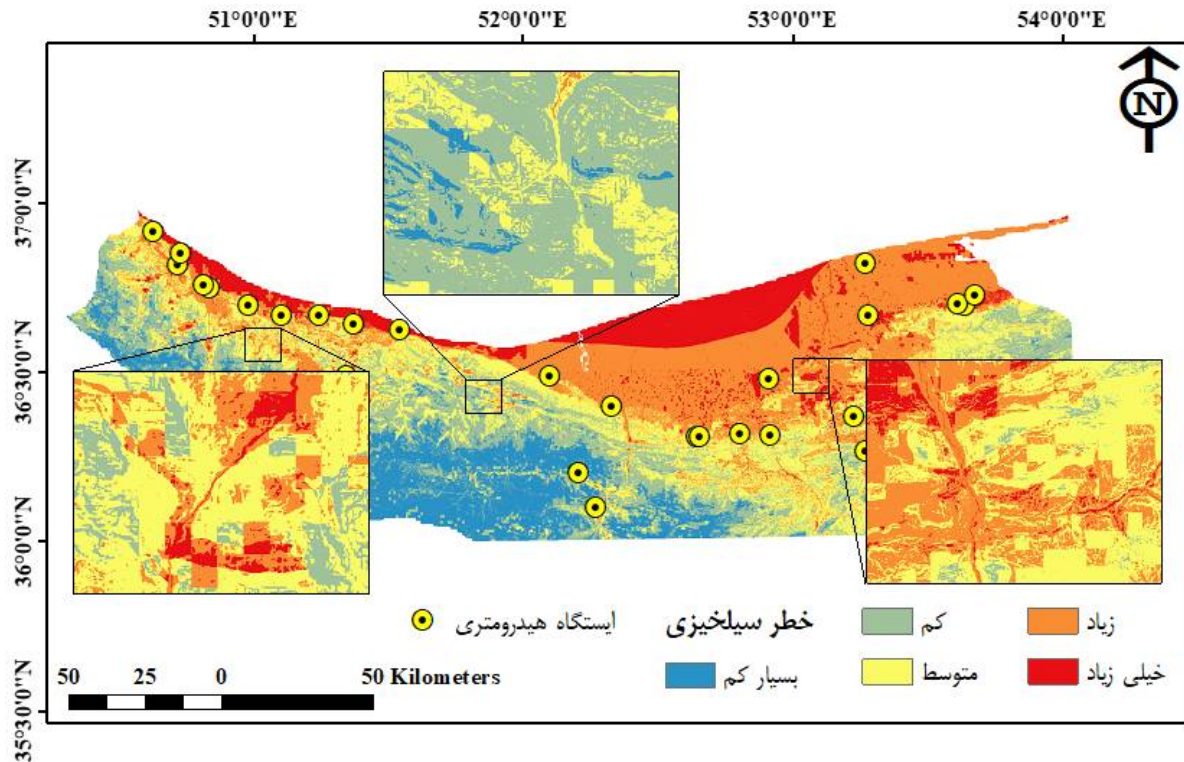 51°0'0"E 52°0'0"E 53°0'0"E 54°0'0"E
N
37°0'0"N
36°30'0"N
36°0'0"N
35°30'0"N
ایستگاه هیدرومتری
خطر سیلخیزی
کم
زیاد
بسیار کم
متوسط
خیلی زیاد
50 25 0 50 Kilometers